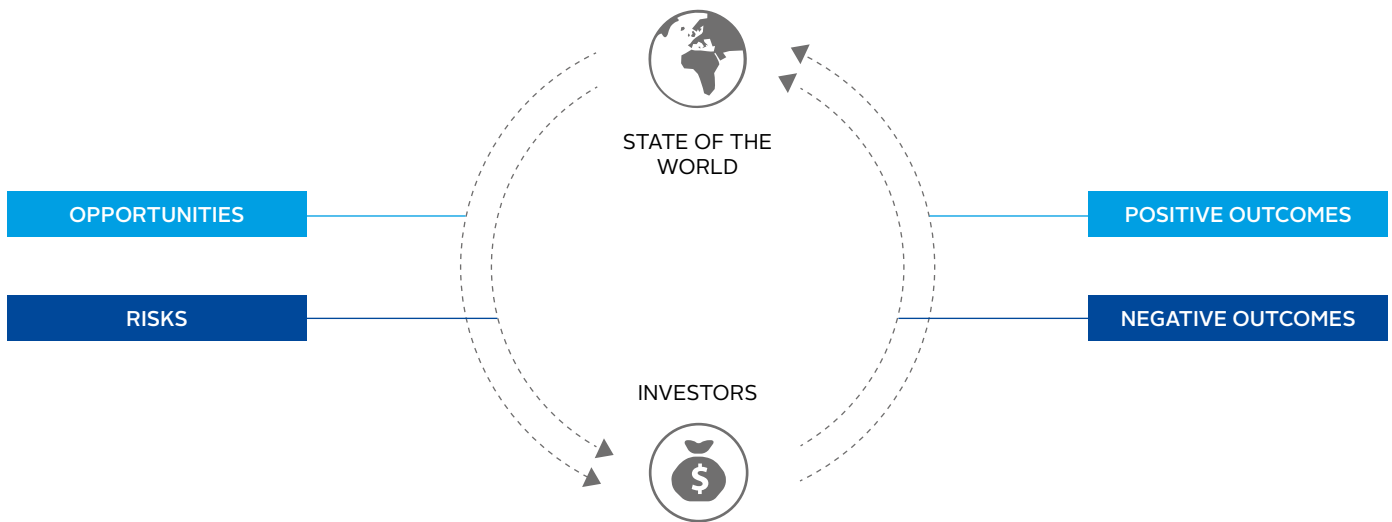 STATE OF THE
WORLD
OPPORTUNITIES
POSITIVE OUTCOMES
RISKS
NEGATIVE OUTCOMES
INVESTORS
$